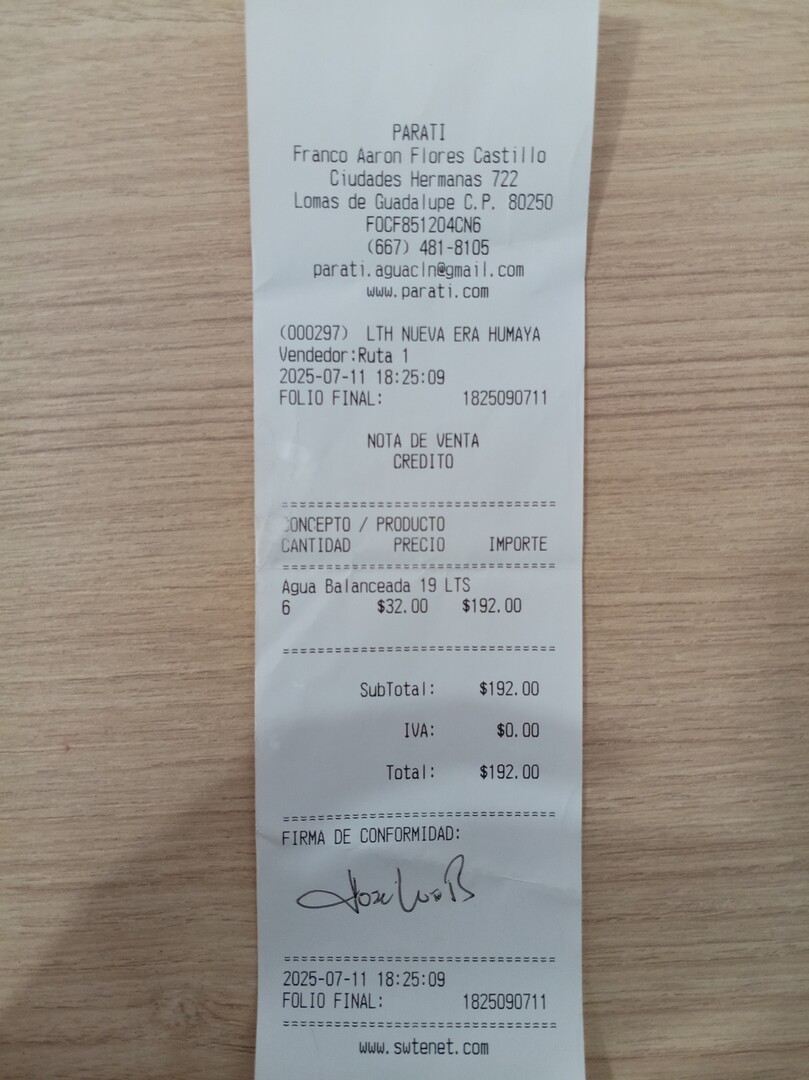 PARATI
Franco Aaron Flores Castillo
Ciudades Hermanas 722
Lomas de Guadalupe C.P. 80250
FOCF851204CN6
(667) 481-8105
parati.aguacln@gmail.com
www.parati.com
(000297) LTH NUEVA ERA HUMAYA
Vendedor:Ruta 1
2025-07-11 18:25:09
FOLIO FINAL: 1825090711
NOTA DE VENTA
CREDITO
================================
CONCEPTO / PRODUCTO
CANTIDAD PRECIO IMPORTE
================================
Agua Balanceada 19 LTS
6 $32.00 $192.00
================================
SubTotal: $192.00
IVA: $0.00
Total: $192.00
================================
FIRMA DE CONFORMIDAD:
================================
2025-07-11 18:25:09
FOLIO FINAL: 1825090711
================================
www.swtenet.com